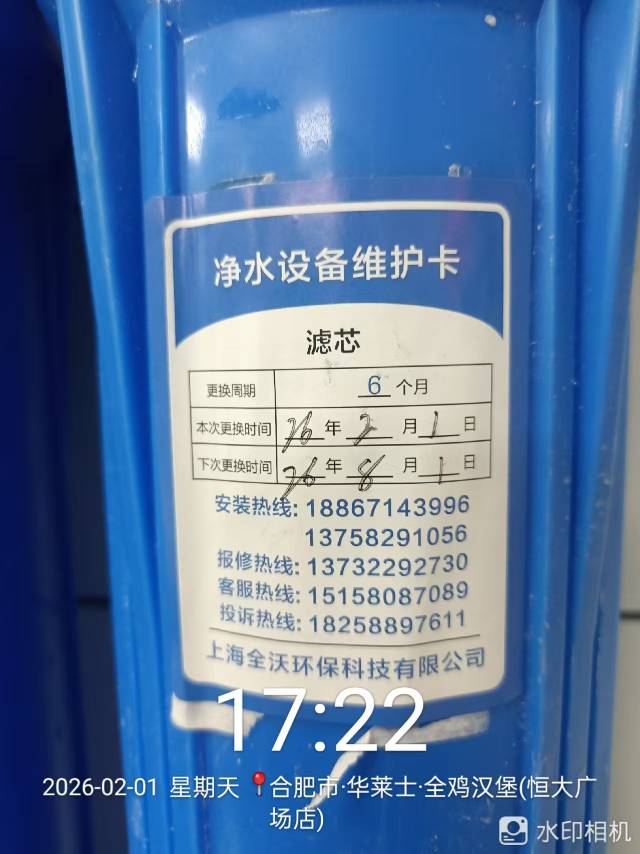 净水设备维护卡
滤芯
更换周期 6 个月
本次更换时间 26 年 2 月 1 日
下次更换时间 26 年 8 月 1 日
安装热线: 18867143996
13758291056
报修热线: 13732292730
客服热线: 15158087089
投诉热线: 18258897611
上海全沃环保科技有限公司
17:22
2026-02-01 星期天 📍合肥市·华莱士·全鸡汉堡(恒大广
场店)
水印相机